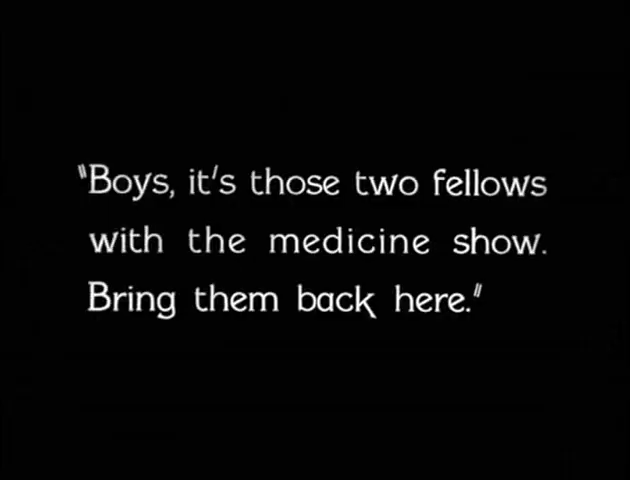 "Boys, it's those two fellows
with the medicine show.
Bring them back here."